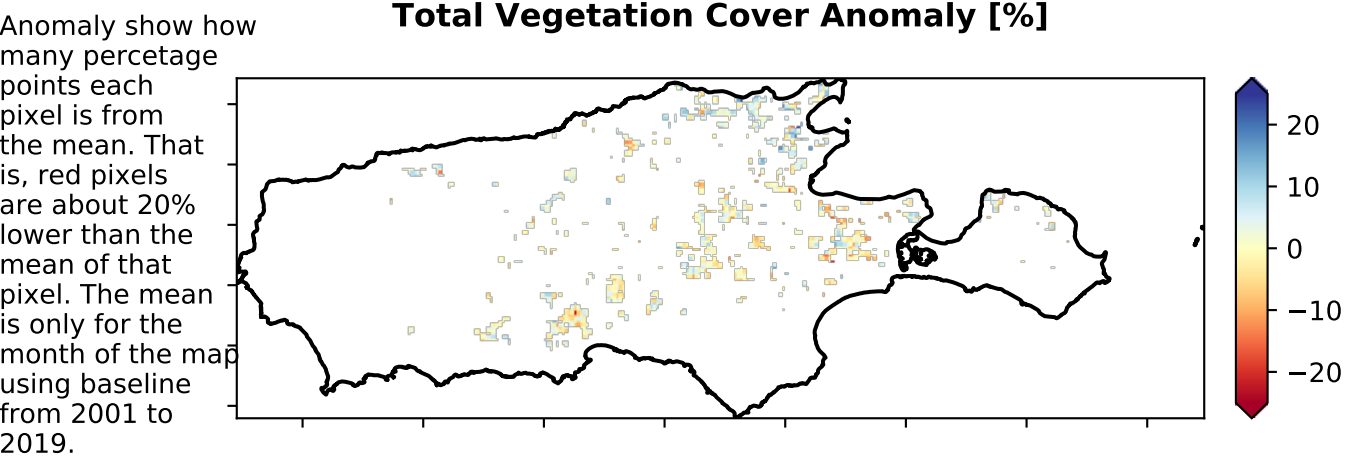 Total Vegetation Cover Anomaly [%]
Anomaly show how
many percetage
points each
pixel is from
the mean. That
is, red pixels
are about 20%
lower than the
mean of that
pixel. The mean
is only for the
month of the map
using baseline
from 2001 to
2019.
20
10
0
−10
−20